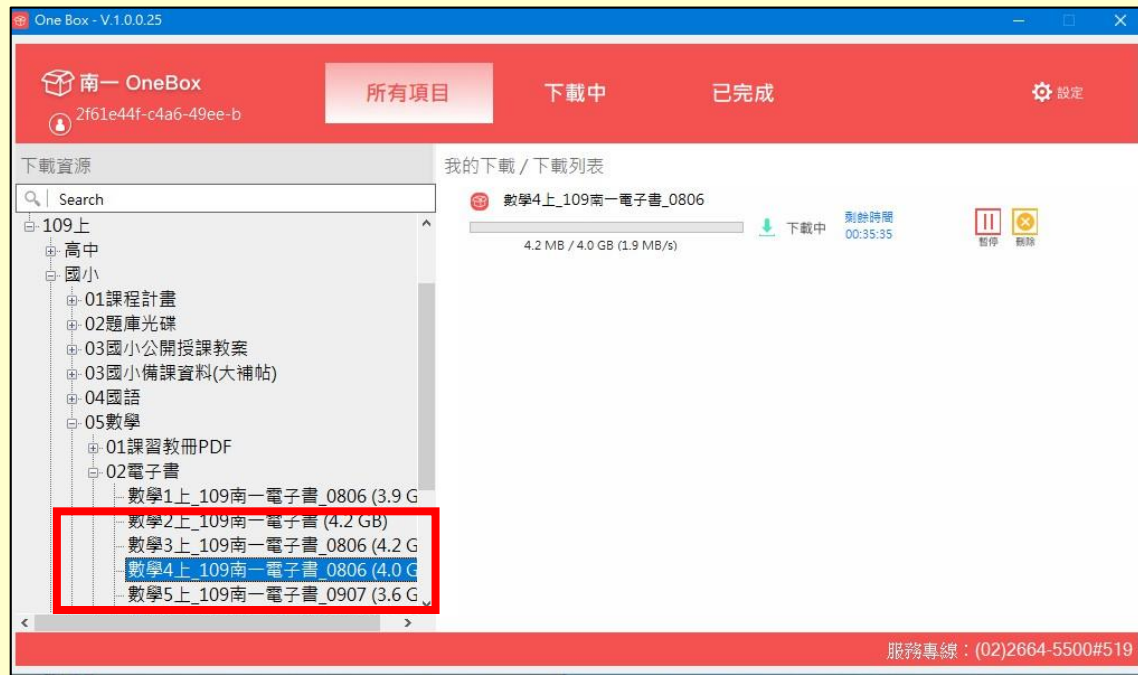 One Box - V.1.0.0.25
南一 OneBox
2f61e44f-c4a6-49ee-b
所有項目
下載中
已完成
設定
下載資源
Search
109上
高中
國小
01課程計畫
02題庫光碟
03國小公開授課教案
03國小備課資料(大補帖)
04國語
05數學
01課習教冊PDF
02電子書
數學1上_109南一電子書_0806 (3.9 G
數學2上_109南一電子書 (4.2 GB)
數學3上_109南一電子書_0806 (4.2 G
數學4上_109南一電子書_0806 (4.0 G
數學5上_109南一電子書_0907 (3.6 G
我的下載 / 下載列表
數學4上_109南一電子書_0806
4.2 MB / 4.0 GB (1.9 MB/s)
下載中
剩餘時間
00:35:35
暫停
刪除
服務專線：(02)2664-5500#519